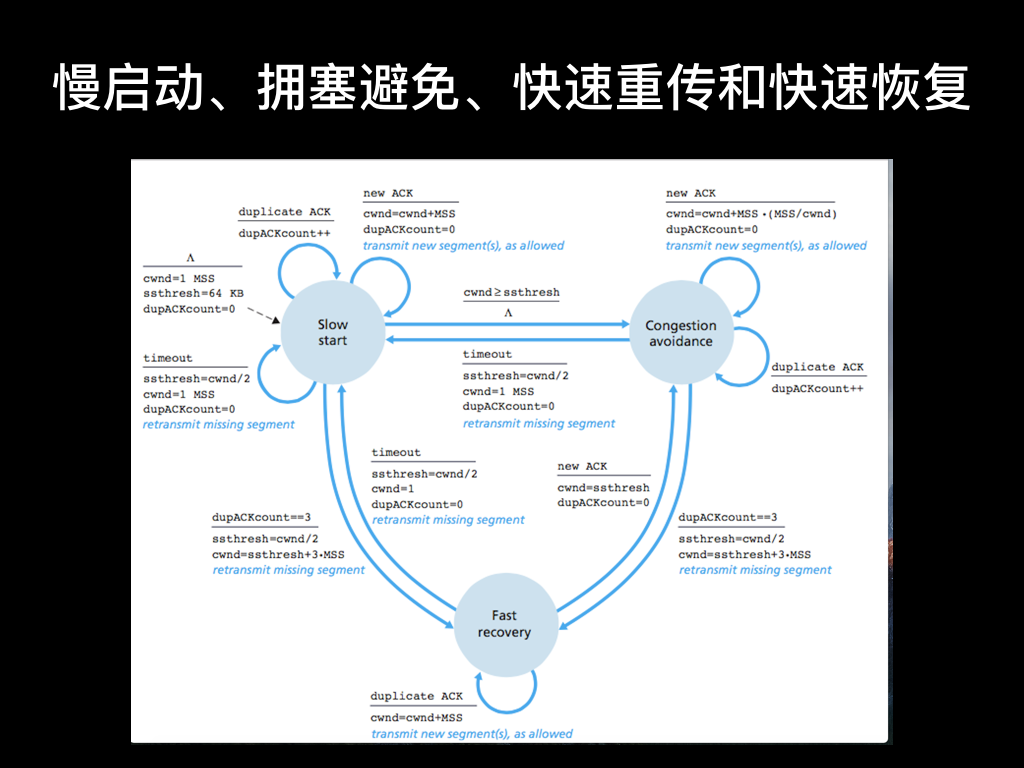 慢启动、拥塞避免、快速重传和快速恢复
new ACK
cwnd=cwnd+MSS
dupACKcount=0
transmit new segment(s), as allowed
new ACK
cwnd=cwnd+MSS •(MSS/cwnd)
dupACKcount=0
transmit new segment(s), as allowed
duplicate ACK
dupACKcount++
Λ
cwnd=1 MSS
ssthresh=64 KB
dupACKcount=0
Slow
start
cwnd≥ssthresh
Λ
Congestion
avoidance
timeout
ssthresh=cwnd/2
cwnd=1 MSS
dupACKcount=0
retransmit missing segment
timeout
ssthresh=cwnd/2
cwnd=1 MSS
dupACKcount=0
retransmit missing segment
duplicate ACK
dupACKcount++
timeout
ssthresh=cwnd/2
cwnd=1
dupACKcount=0
retransmit missing segment
new ACK
cwnd=ssthresh
dupACKcount=0
dupACKcount==3
ssthresh=cwnd/2
cwnd=ssthresh+3•MSS
retransmit missing segment
dupACKcount==3
ssthresh=cwnd/2
cwnd=ssthresh+3•MSS
retransmit missing segment
Fast
recovery
duplicate ACK
cwnd=cwnd+MSS
transmit new segment(s), as allowed